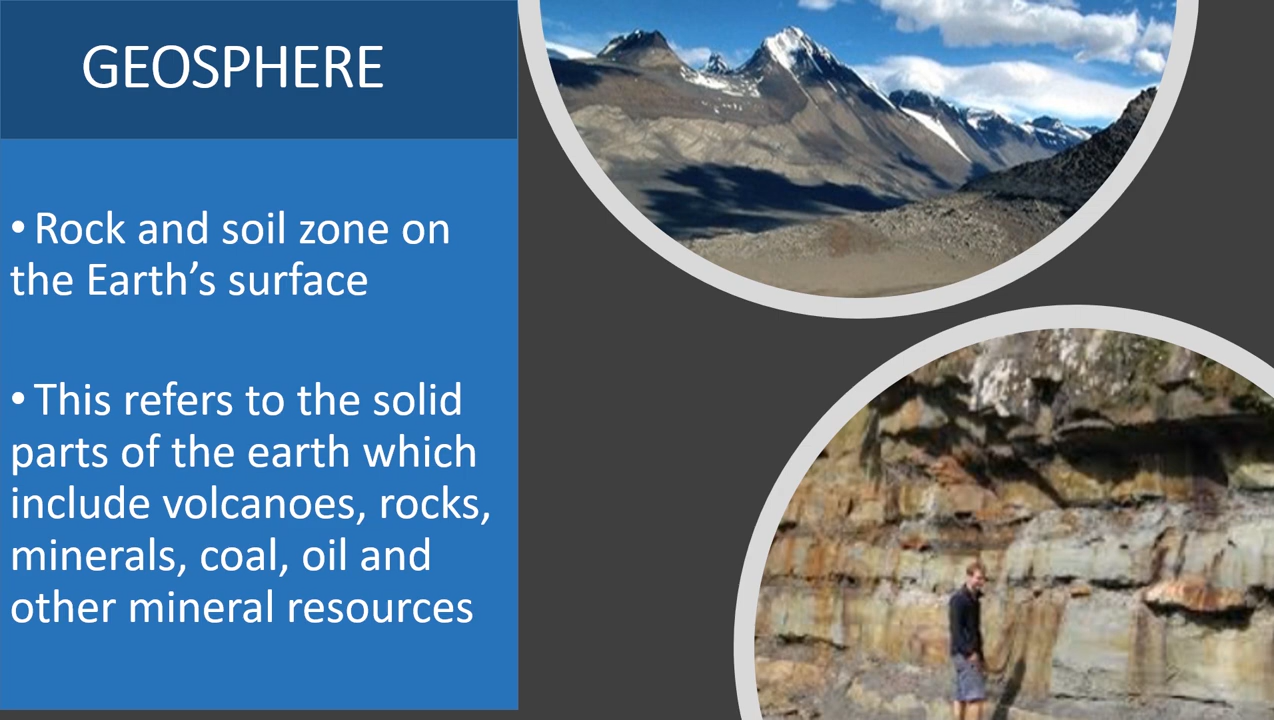 GEOSPHERE
• Rock and soil zone on
the Earth’s surface
• This refers to the solid
parts of the earth which
include volcanoes, rocks,
minerals, coal, oil and
other mineral resources